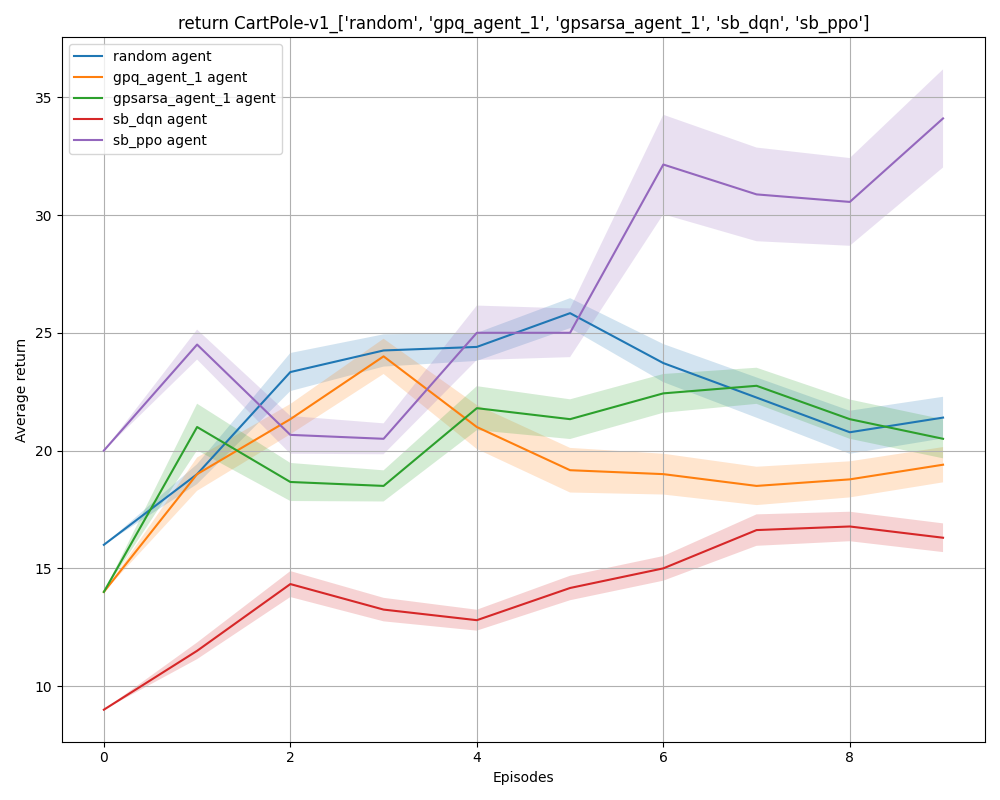 return CartPole-v1_['random', 'gpq_agent_1', 'gpsarsa_agent_1', 'sb_dqn', 'sb_ppo']
random agent
gpq_agent_1 agent
gpsarsa_agent_1 agent
sb_dqn agent
sb_ppo agent
Average return
35
30
25
20
15
10
0 2 4 6 8
Episodes